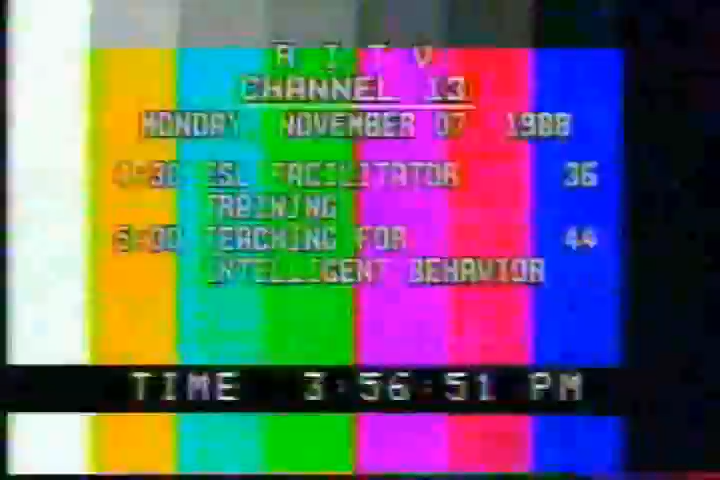 R I T V
CHANNEL 13
MONDAY, NOVEMBER 07 1988
ESL FACILITATOR 36
TRAINING
TEACHING FOR 44
INTELLIGENT BEHAVIOR
TIME 3:56:51 PM